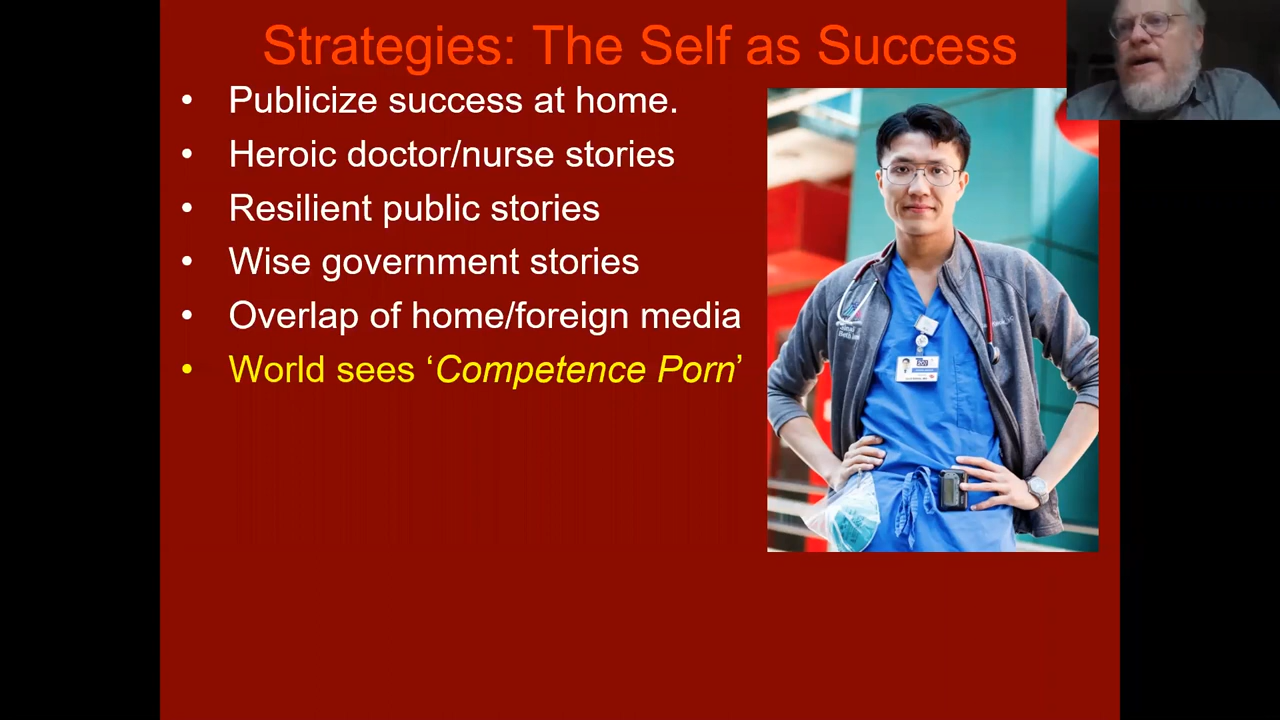 Strategies: The Self as Success
• Publicize success at home.
• Heroic doctor/nurse stories
• Resilient public stories
• Wise government stories
• Overlap of home/foreign media
• World sees ‘Competence Porn’